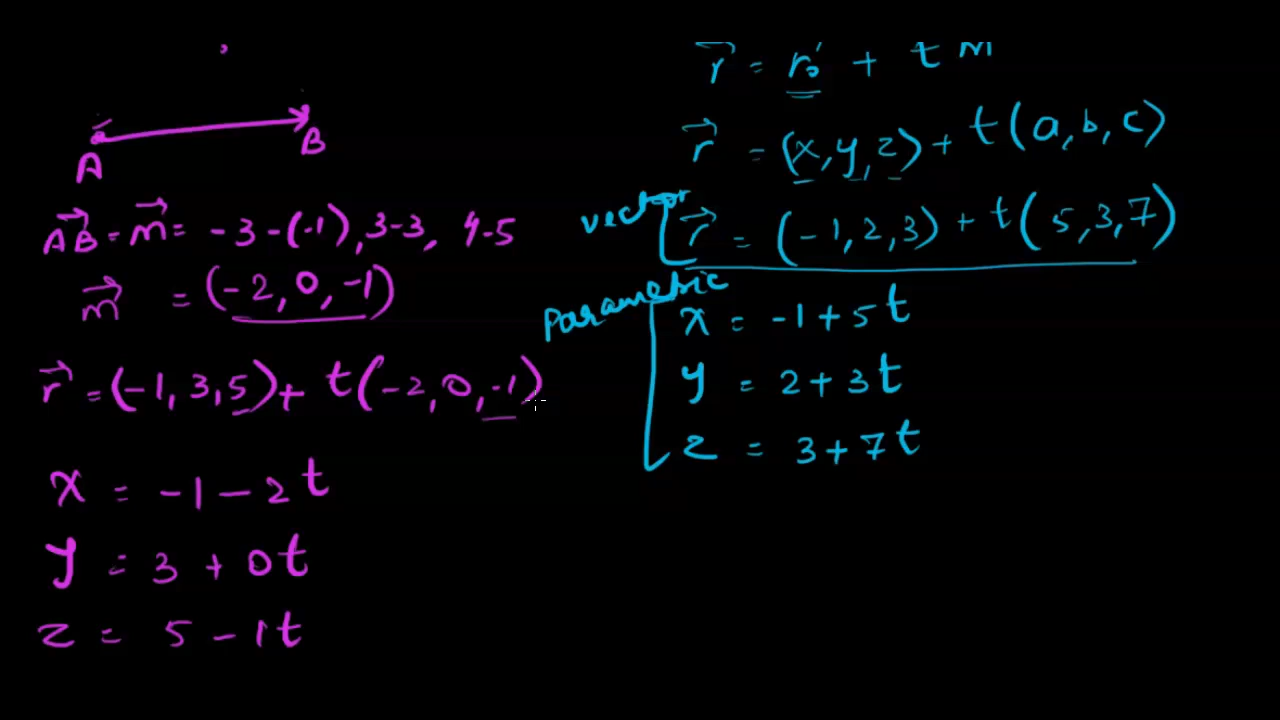 A B
AB = m = -3-(-1), 3-3, 4-5
m = (-2, 0, -1)
r = (-1, 3, 5) + t(-2, 0, -1)
x = -1 - 2t
y = 3 + 0t
z = 5 - 1t
r = r₀ + t m
r = (x, y, z) + t(a, b, c)
vector r = (-1, 2, 3) + t(5, 3, 7)
Parametric
x = -1 + 5t
y = 2 + 3t
z = 3 + 7t